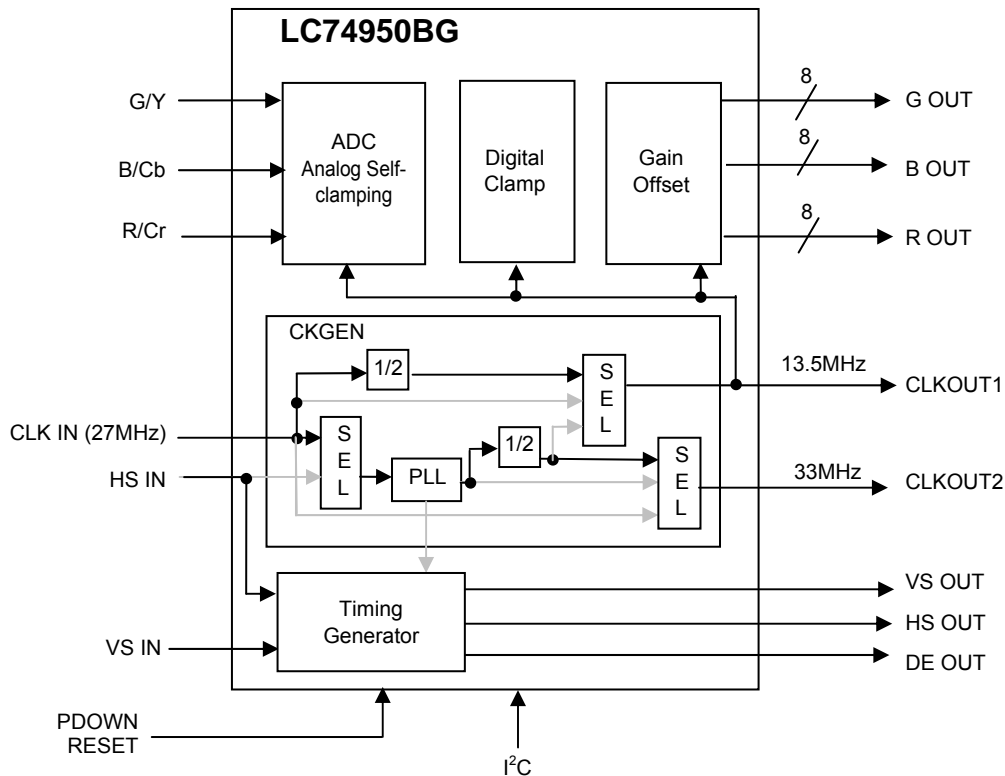 LC74950BG
G/Y
B/Cb
R/Cr
ADC
Analog Self-
clamping
Digital
Clamp
Gain
Offset
8
G OUT
8
B OUT
8
R OUT
CKGEN
1/2
S
E
L
13.5MHz
CLKOUT1
CLK IN (27MHz)
HS IN
S
E
L
PLL
1/2
S
E
L
33MHz
CLKOUT2
Timing
Generator
VS IN
VS OUT
HS OUT
DE OUT
PDOWN
RESET
I²C